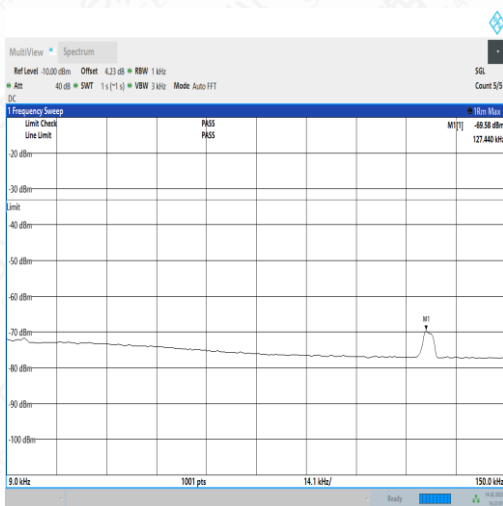 MultiView Spectrum
Ref Level -10.00 dBm Offset 4.23 dB RBW 1 kHz SGL
Att 40 dB SWT 1 s (~1 s) VBW 3 kHz Mode Auto FFT Count 5/5
DC
1 Frequency Sweep 1Rm Max
Limit Check PASS M1[1] -69.58 dBm
Line Limit PASS 127.440 kHz
-20 dBm
-30 dBm
Limit
-40 dBm
-50 dBm
-60 dBm
M1
-70 dBm
-80 dBm
-90 dBm
-100 dBm
9.0 kHz 1001 pts 14.1 kHz/ 150.0 kHz
Ready